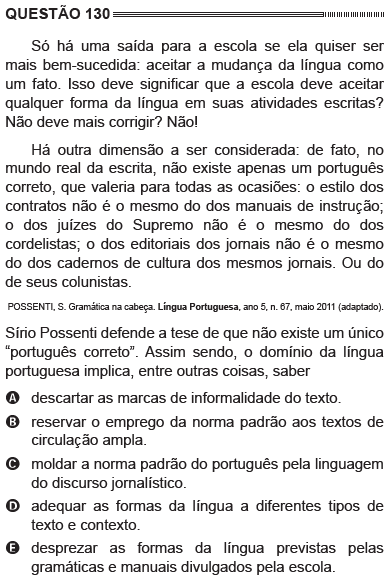 QUESTÃO 130
Só há uma saída para a escola se ela quiser ser
mais bem-sucedida: aceitar a mudança da língua como
um fato. Isso deve significar que a escola deve aceitar
qualquer forma da língua em suas atividades escritas?
Não deve mais corrigir? Não!
Há outra dimensão a ser considerada: de fato, no
mundo real da escrita, não existe apenas um português
correto, que valeria para todas as ocasiões: o estilo dos
contratos não é o mesmo do dos manuais de instrução;
o dos juízes do Supremo não é o mesmo do dos
cordelistas; o dos editoriais dos jornais não é o mesmo
do dos cadernos de cultura dos mesmos jornais. Ou do
de seus colunistas.
POSSENTI, S. Gramática na cabeça. Língua Portuguesa, ano 5, n. 67, maio 2011 (adaptado).
Sírio Possenti defende a tese de que não existe um único
“português correto”. Assim sendo, o domínio da língua
portuguesa implica, entre outras coisas, saber
A descartar as marcas de informalidade do texto.
B reservar o emprego da norma padrão aos textos de
circulação ampla.
C moldar a norma padrão do português pela linguagem
do discurso jornalístico.
D adequar as formas da língua a diferentes tipos de
texto e contexto.
E desprezar as formas da língua previstas pelas
gramáticas e manuais divulgados pela escola.